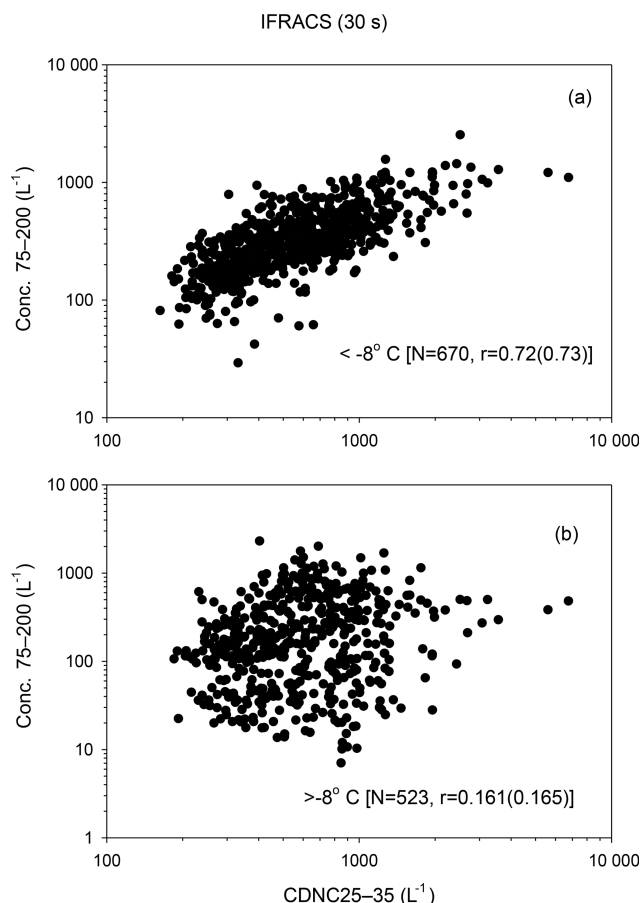 IFRACS (30 s)
10 000
(a)
1000
Conc. 75–200 (L-1)
100
< -8o C [N=670, r=0.72(0.73)]
10
100
1000
10 000
10 000
(b)
1000
Conc. 75–200 (L-1)
100
10
>-8o C [N=523, r=0.161(0.165)]
1
100
1000
10 000
CDNC25–35 (L-1)